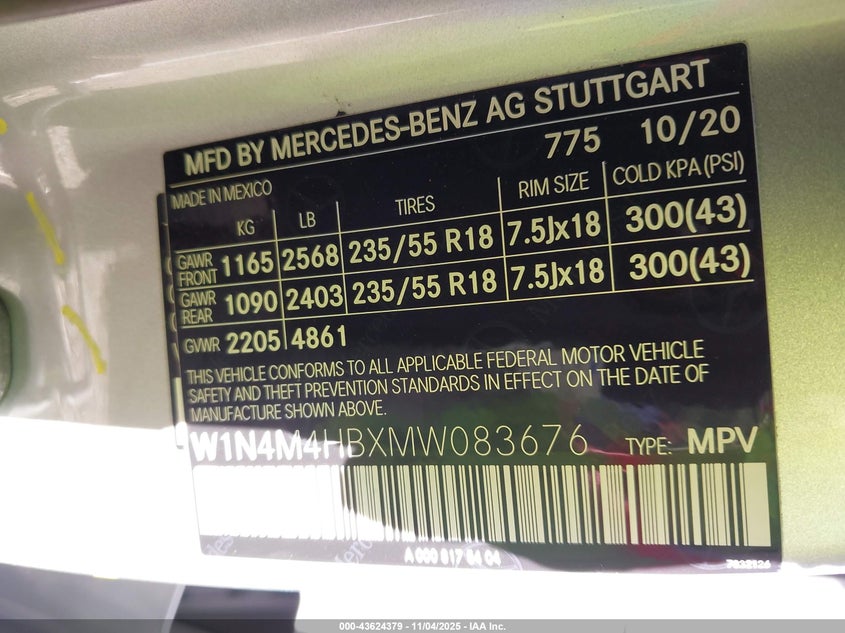 MFD BY MERCEDES-BENZ AG STUTTGART
775 10/20
MADE IN MEXICO
KG LB TIRES RIM SIZE COLD KPA(PSI)
GAWR FRONT 1165 2568 235/55 R18 7.5Jx18 300(43)
GAWR REAR 1090 2403 235/55 R18 7.5Jx18 300(43)
GVWR 2205 4861
THIS VEHICLE CONFORMS TO ALL APPLICABLE FEDERAL MOTOR VEHICLE
SAFETY AND THEFT PREVENTION STANDARDS IN EFFECT ON THE DATE OF
MANUFACTURE SHOWN ABOVE.
W1N4M4HBXMW083676 TYPE: MPV
A 000 817 84 04
000-43624379 - 11/04/2025 - IAA Inc.